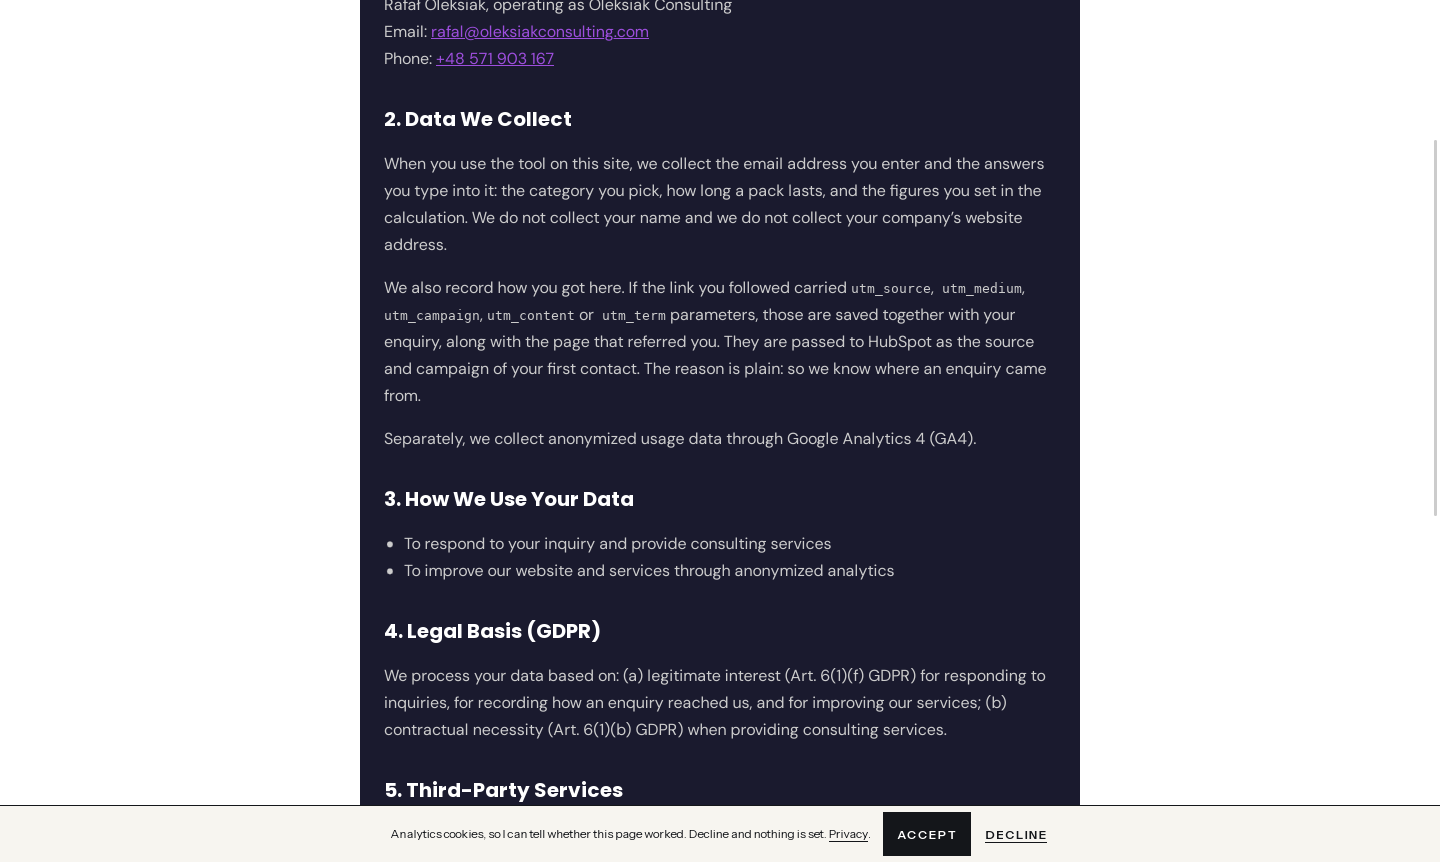 Rafał Oleksiak, operating as Oleksiak Consulting
Email: rafal@oleksiakconsulting.com
Phone: +48 571 903 167
2. Data We Collect
When you use the tool on this site, we collect the email address you enter and the answers
you type into it: the category you pick, how long a pack lasts, and the figures you set in the
calculation. We do not collect your name and we do not collect your company’s website
address.
We also record how you got here. If the link you followed carried utm_source, utm_medium,
utm_campaign, utm_content or utm_term parameters, those are saved together with your
enquiry, along with the page that referred you. They are passed to HubSpot as the source
and campaign of your first contact. The reason is plain: so we know where an enquiry came
from.
Separately, we collect anonymized usage data through Google Analytics 4 (GA4).
3. How We Use Your Data
• To respond to your inquiry and provide consulting services
• To improve our website and services through anonymized analytics
4. Legal Basis (GDPR)
We process your data based on: (a) legitimate interest (Art. 6(1)(f) GDPR) for responding to
inquiries, for recording how an enquiry reached us, and for improving our services; (b)
contractual necessity (Art. 6(1)(b) GDPR) when providing consulting services.
5. Third-Party Services
Analytics cookies, so I can tell whether this page worked. Decline and nothing is set. Privacy. ACCEPT DECLINE